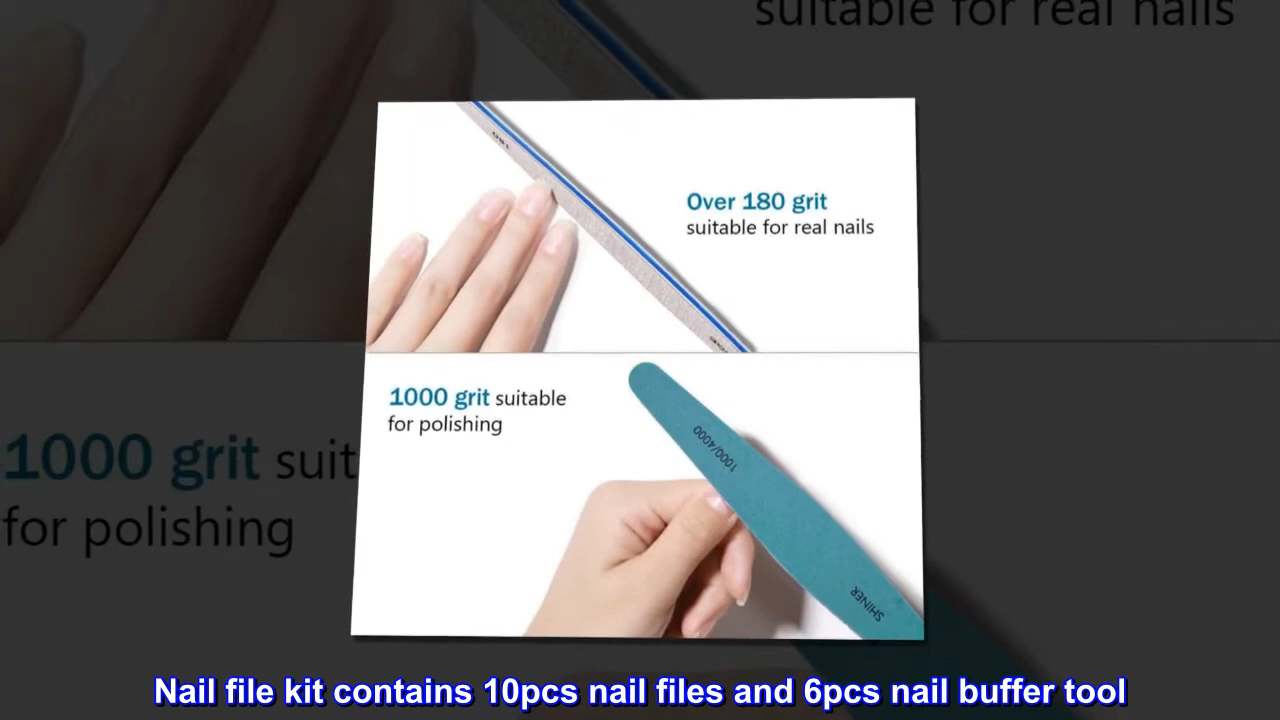 suitable for real nails
180
Over 180 grit
suitable for real nails
1000 grit suitable
for polishing
1000/4000
SHINER
1000 grit suit
for polishing
Nail file kit contains 10pcs nail files and 6pcs nail buffer tool